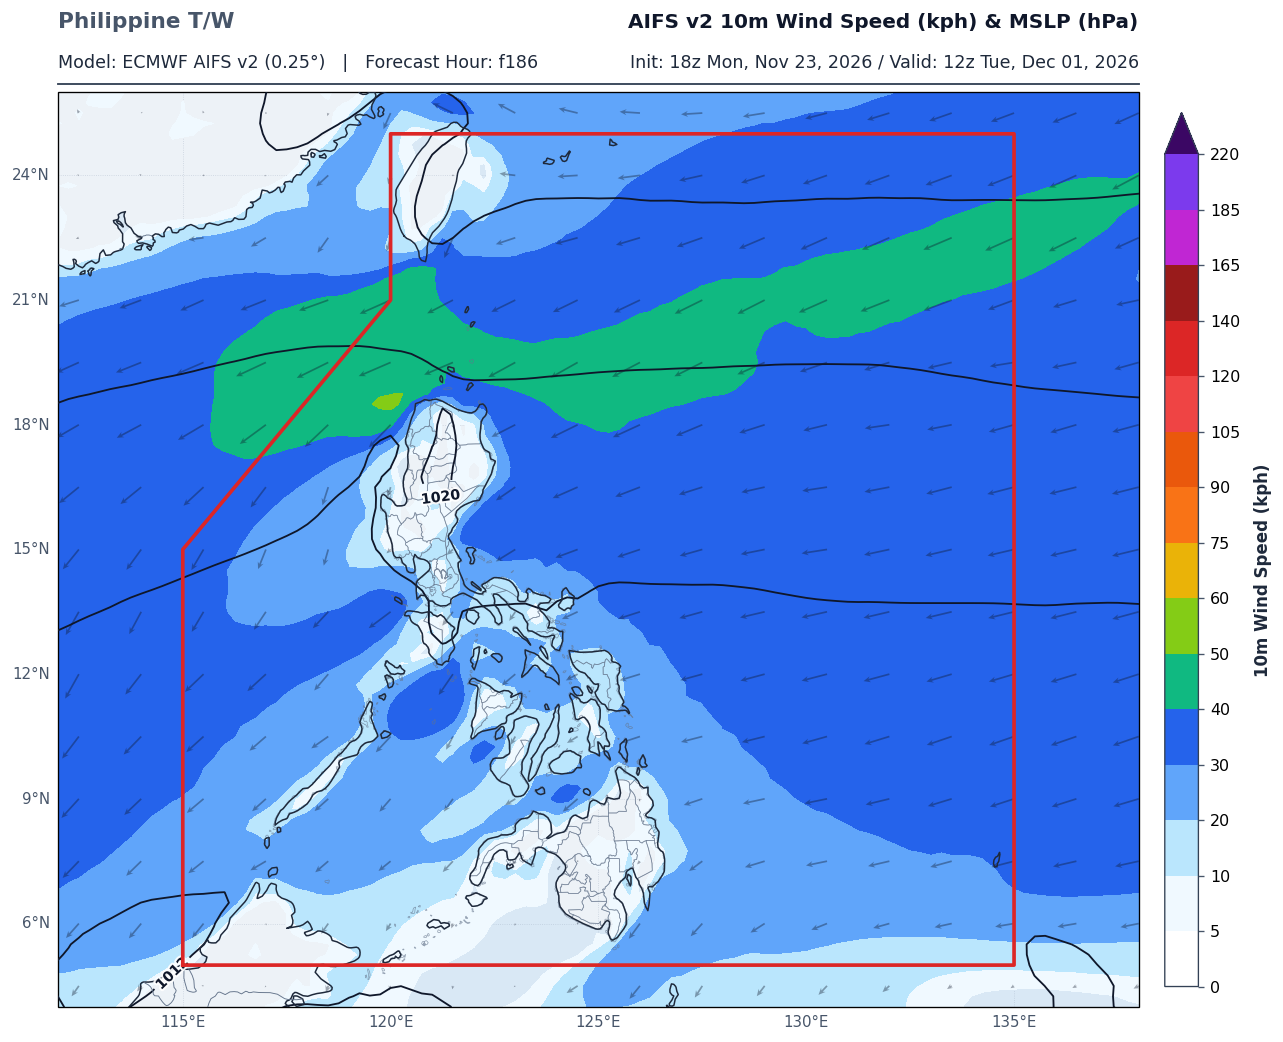 Philippine T/W
AIFS v2 10m Wind Speed (kph) & MSLP (hPa)
Model: ECMWF AIFS v2 (0.25°) | Forecast Hour: f186
Init: 18z Mon, Nov 23, 2026 / Valid: 12z Tue, Dec 01, 2026
24°N
21°N
18°N
15°N
12°N
9°N
6°N
1020
115°E
120°E
125°E
130°E
135°E
220
185
165
140
120
105
90
75
60
50
40
30
20
10
5
0
10m Wind Speed (kph)